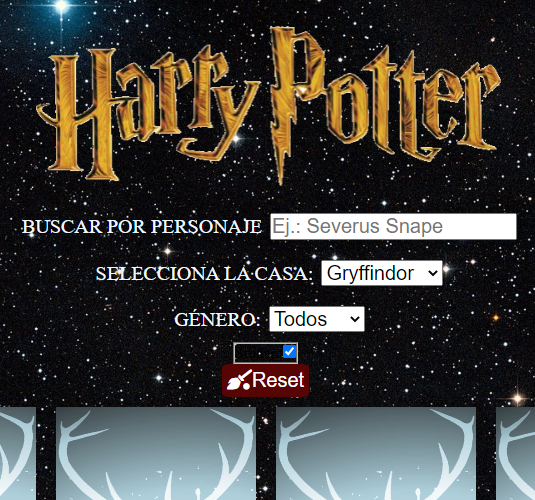 Harry Potter
BUSCAR POR PERSONAJE Ej.: Severus Snape
SELECCIONA LA CASA: Gryffindor
GÉNERO: Todos
Reset